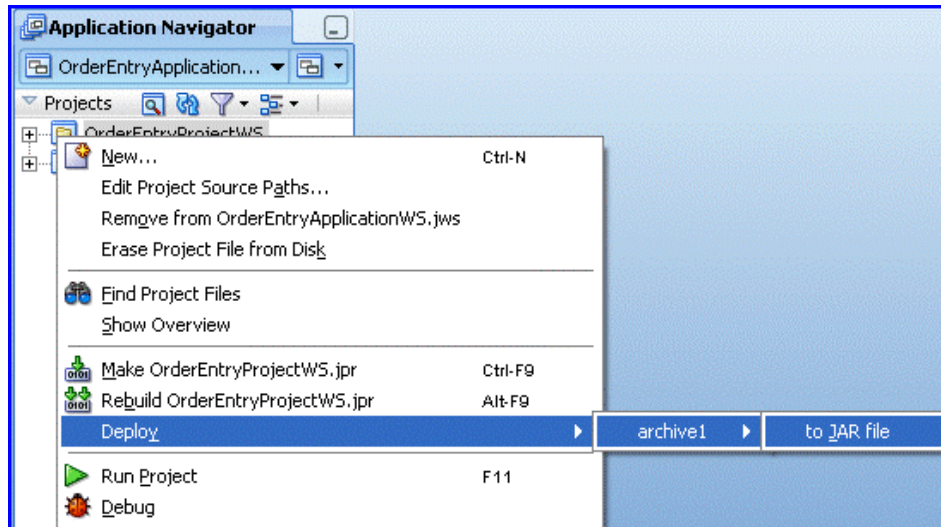 Application Navigator
OrderEntryApplication...
Projects
OrderEntryProjectWS
New... Ctrl-N
Edit Project Source Paths...
Remove from OrderEntryApplicationWS.jws
Erase Project File from Disk
Find Project Files
Show Overview
Make OrderEntryProjectWS.jpr Ctrl-F9
Rebuild OrderEntryProjectWS.jpr Alt-F9
Deploy archive1 to JAR file
Run Project F11
Debug